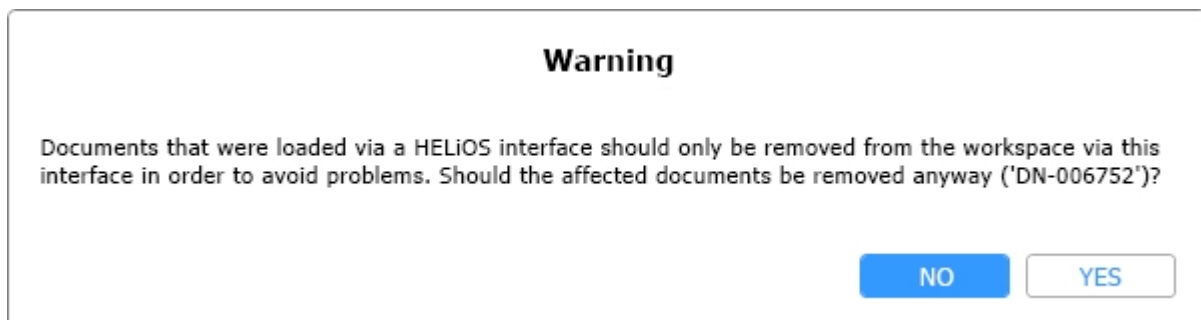 Warning
Documents that were loaded via a HELiOS interface should only be removed from the workspace via this
interface in order to avoid problems. Should the affected documents be removed anyway ('DN-006752')?
NO YES